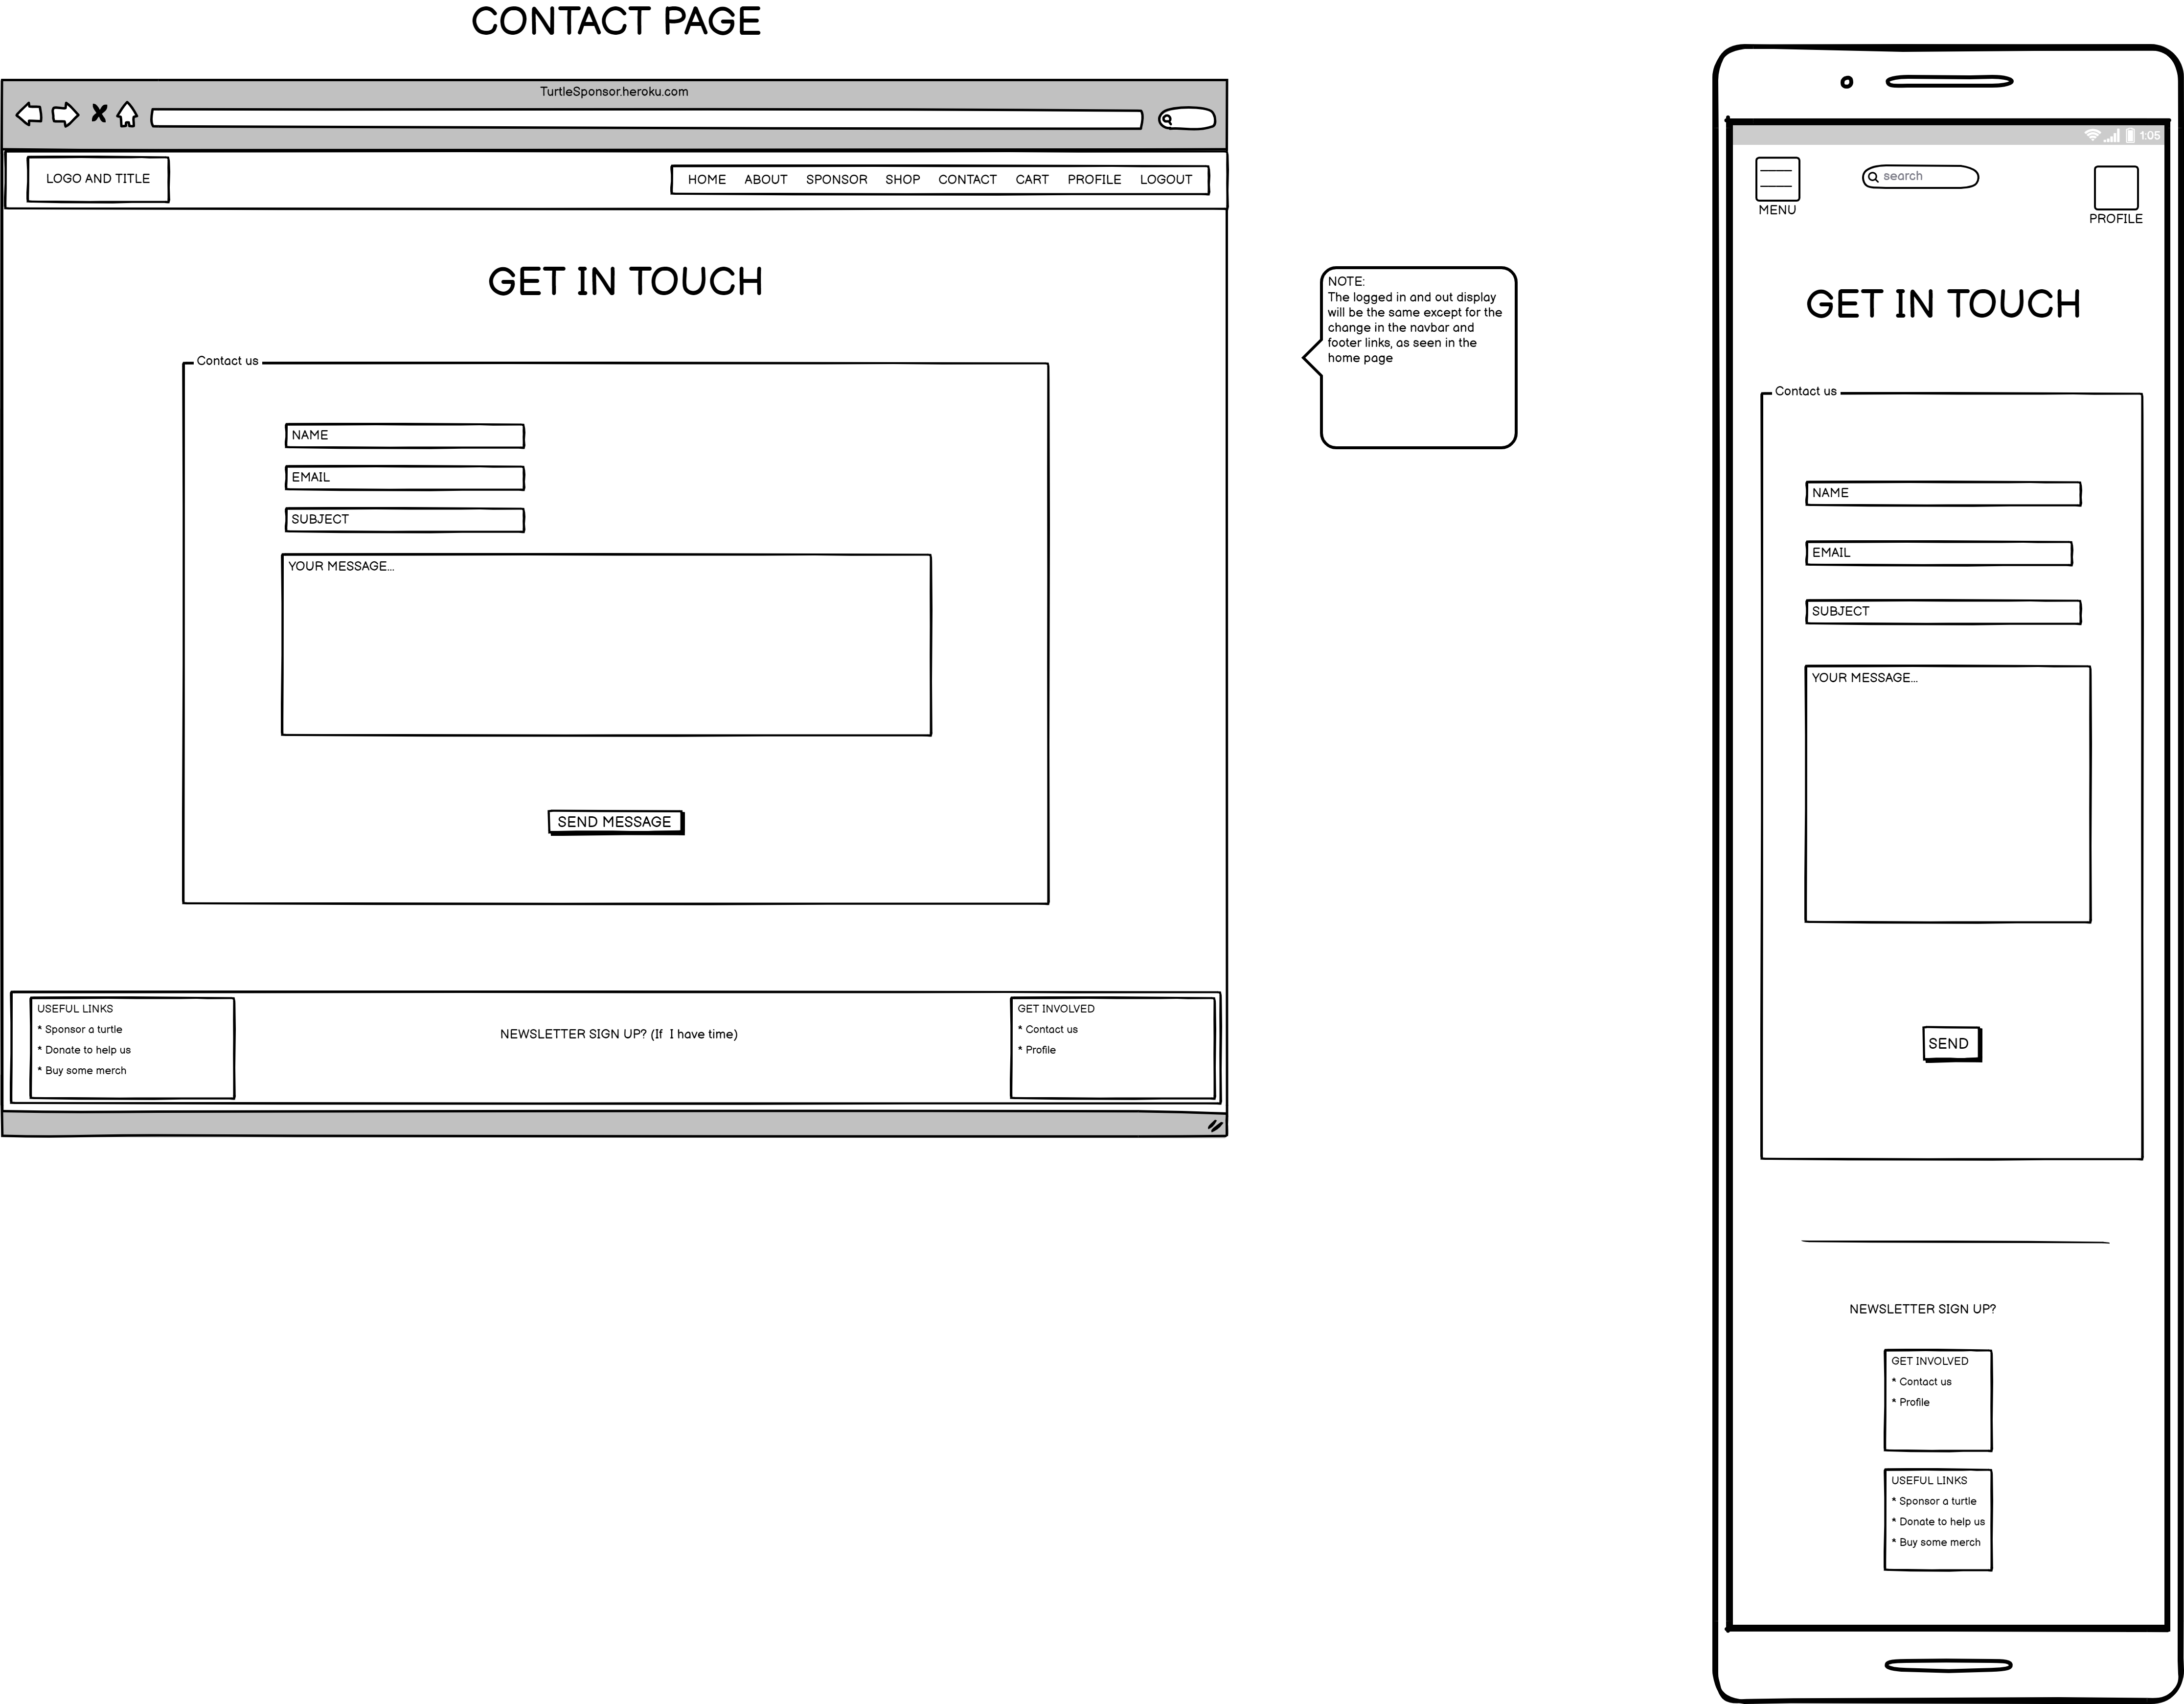 CONTACT PAGE
TurtleSponsor.heroku.com
LOGO AND TITLE
HOME ABOUT SPONSOR SHOP CONTACT CART PROFILE LOGOUT
GET IN TOUCH
Contact us
NAME
EMAIL
SUBJECT
YOUR MESSAGE...
SEND MESSAGE
USEFUL LINKS
* Sponsor a turtle
* Donate to help us
* Buy some merch
NEWSLETTER SIGN UP? (If I have time)
GET INVOLVED
* Contact us
* Profile
NOTE:
The logged in and out display
will be the same except for the
change in the navbar and
footer links, as seen in the
home page
1:05
MENU
search
PROFILE
GET IN TOUCH
Contact us
NAME
EMAIL
SUBJECT
YOUR MESSAGE...
SEND
NEWSLETTER SIGN UP?
GET INVOLVED
* Contact us
* Profile
USEFUL LINKS
* Sponsor a turtle
* Donate to help us
* Buy some merch